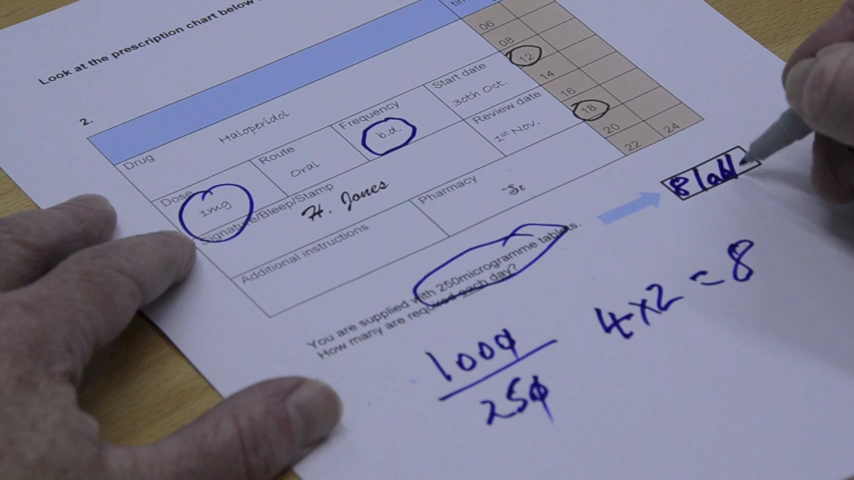 Look at the prescription chart below
2.
06
08
12
14
16
18
20
22 24
Drug
Haloperidol
Dose
1mg
Route
Oral
Frequency
b.d.
Start date
30th Oct.
Review date
1st Nov.
Signature/Bleep/Stamp
H. Jones
Pharmacy
Additional instructions
You are supplied with 250microgramme tablets.
How many are required each day?
8 tabl
1000
250
4x2 = 8